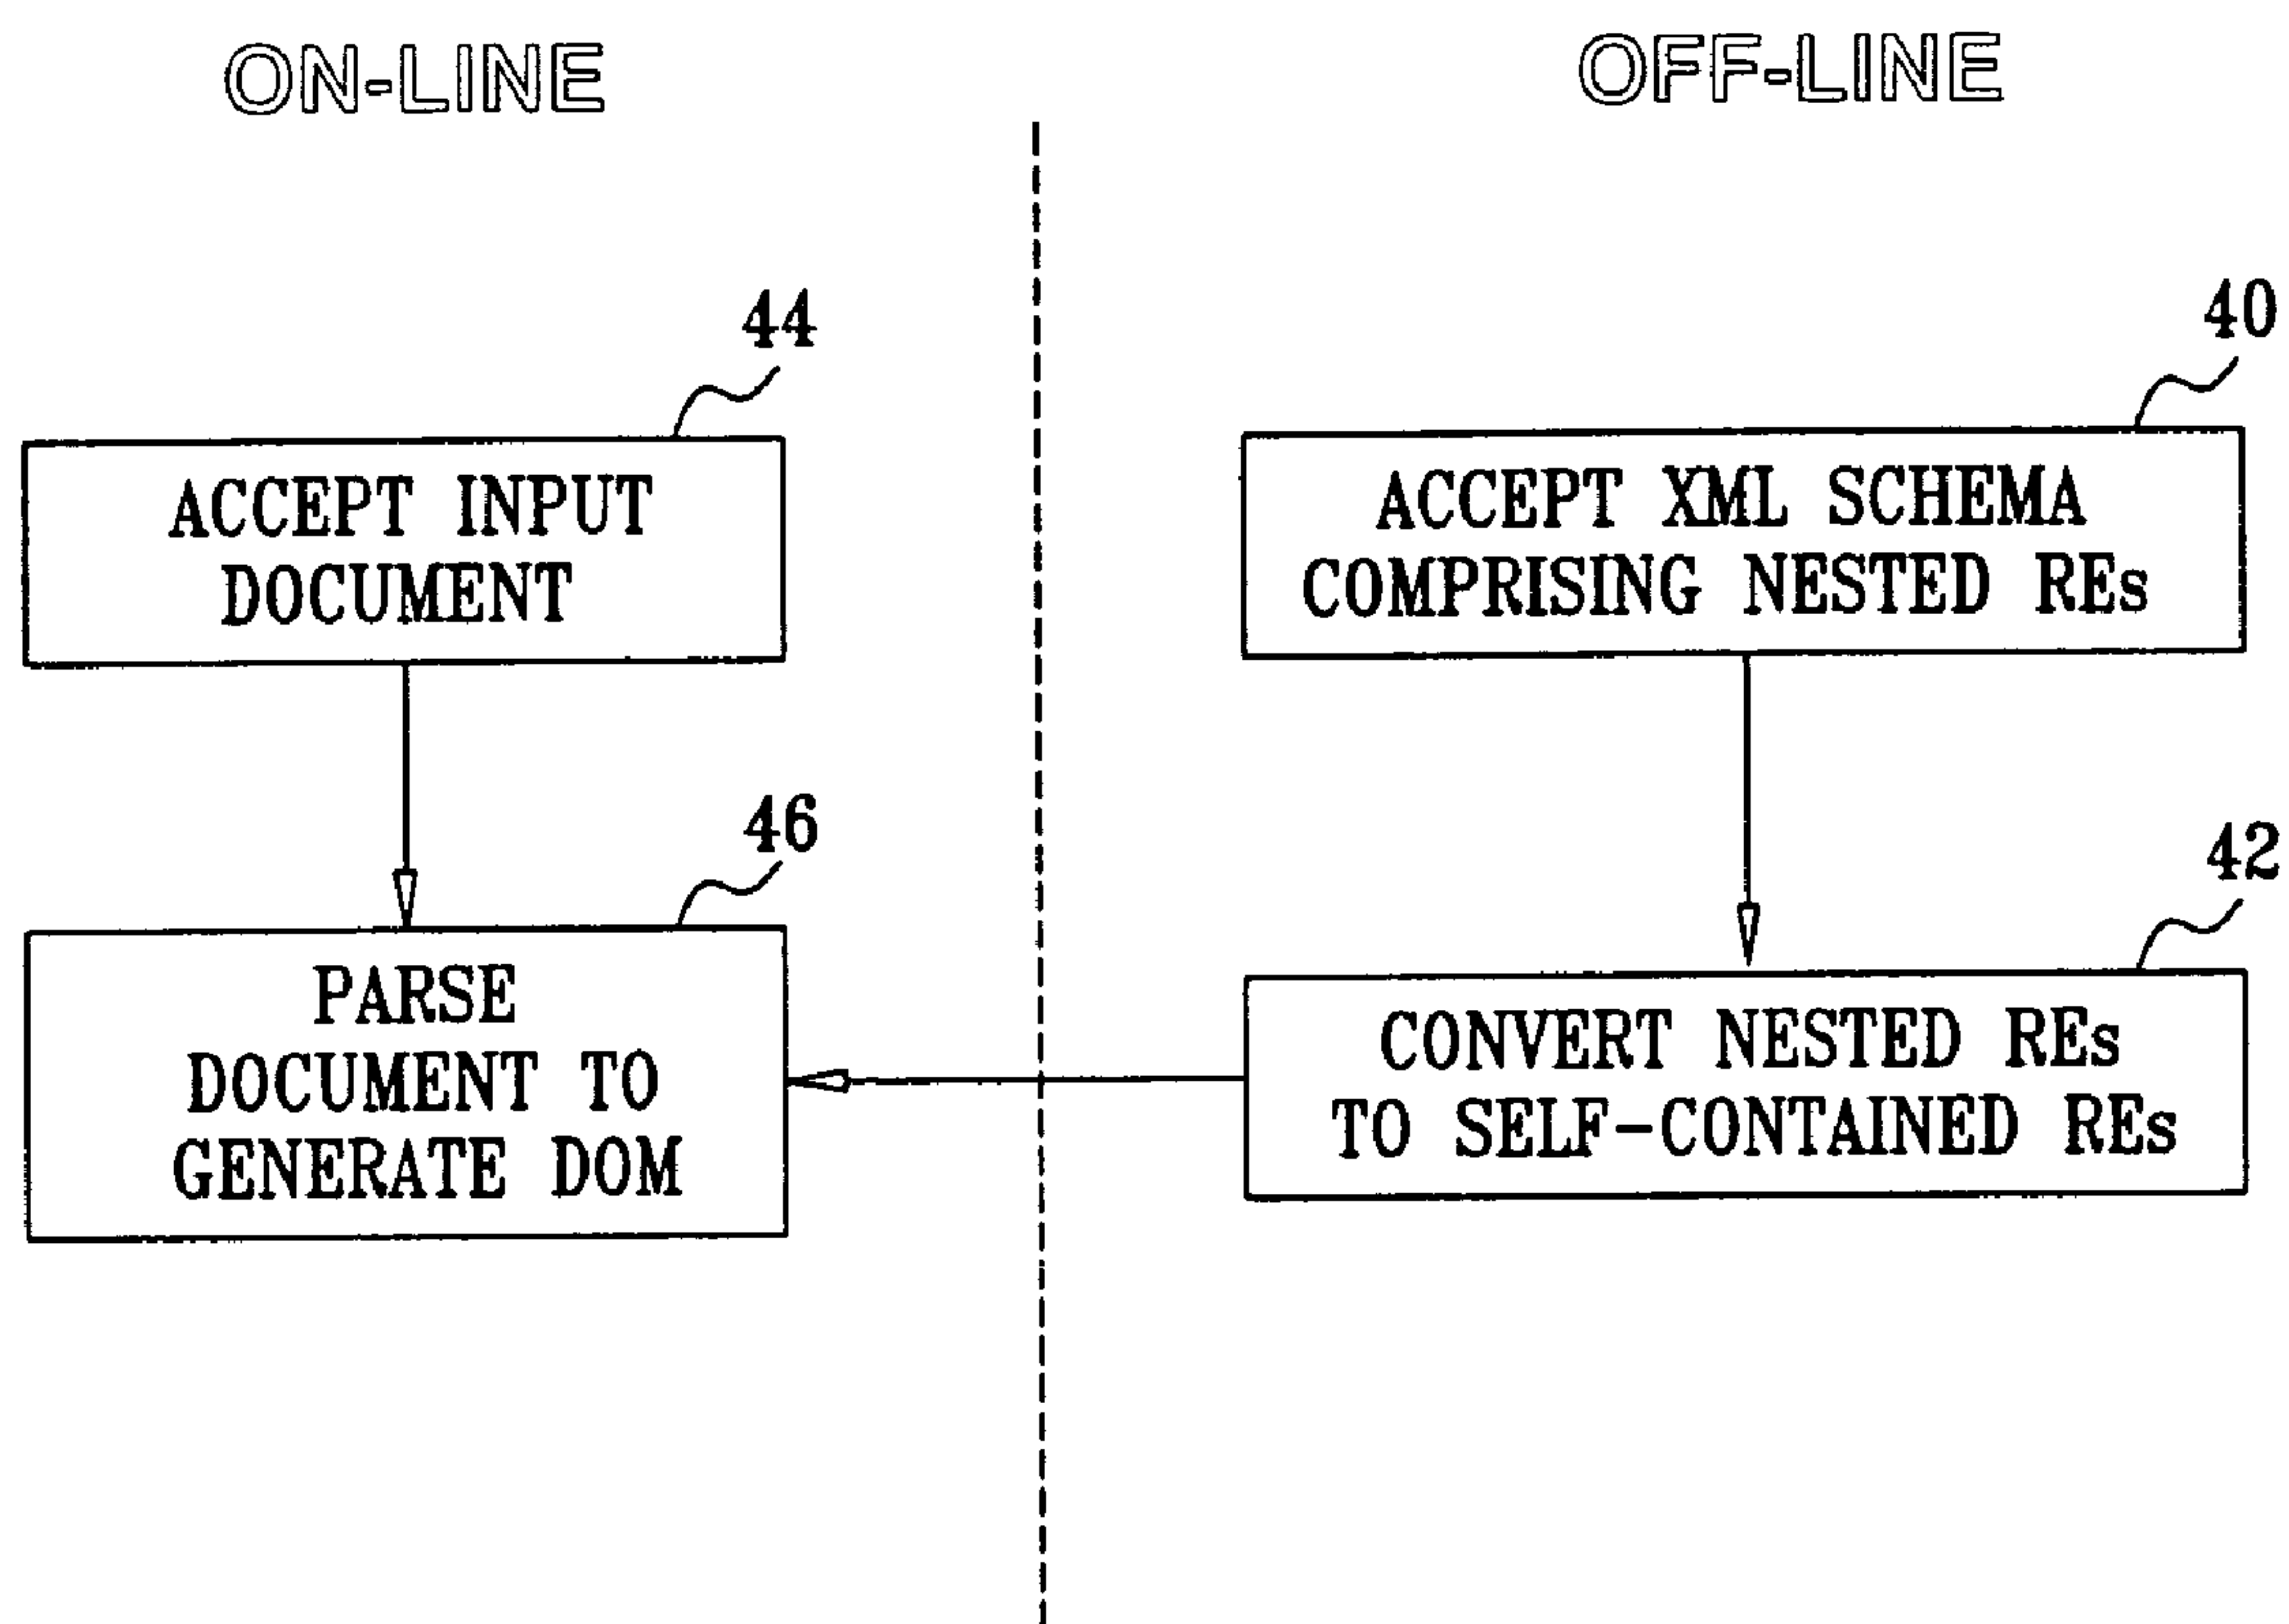 ON-LINE
OFF-LINE
44
ACCEPT INPUT
DOCUMENT
46
PARSE
DOCUMENT TO
GENERATE DOM
40
ACCEPT XML SCHEMA
COMPRISING NESTED REs
42
CONVERT NESTED REs
TO SELF-CONTAINED REs